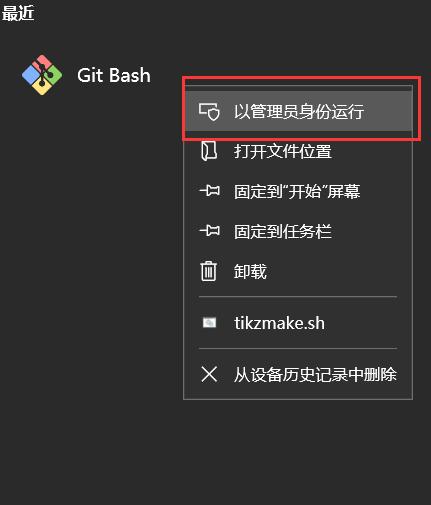 最近
Git Bash
以管理员身份运行
打开文件位置
固定到“开始”屏幕
固定到任务栏
卸载
tikzmake.sh
从设备历史记录中删除